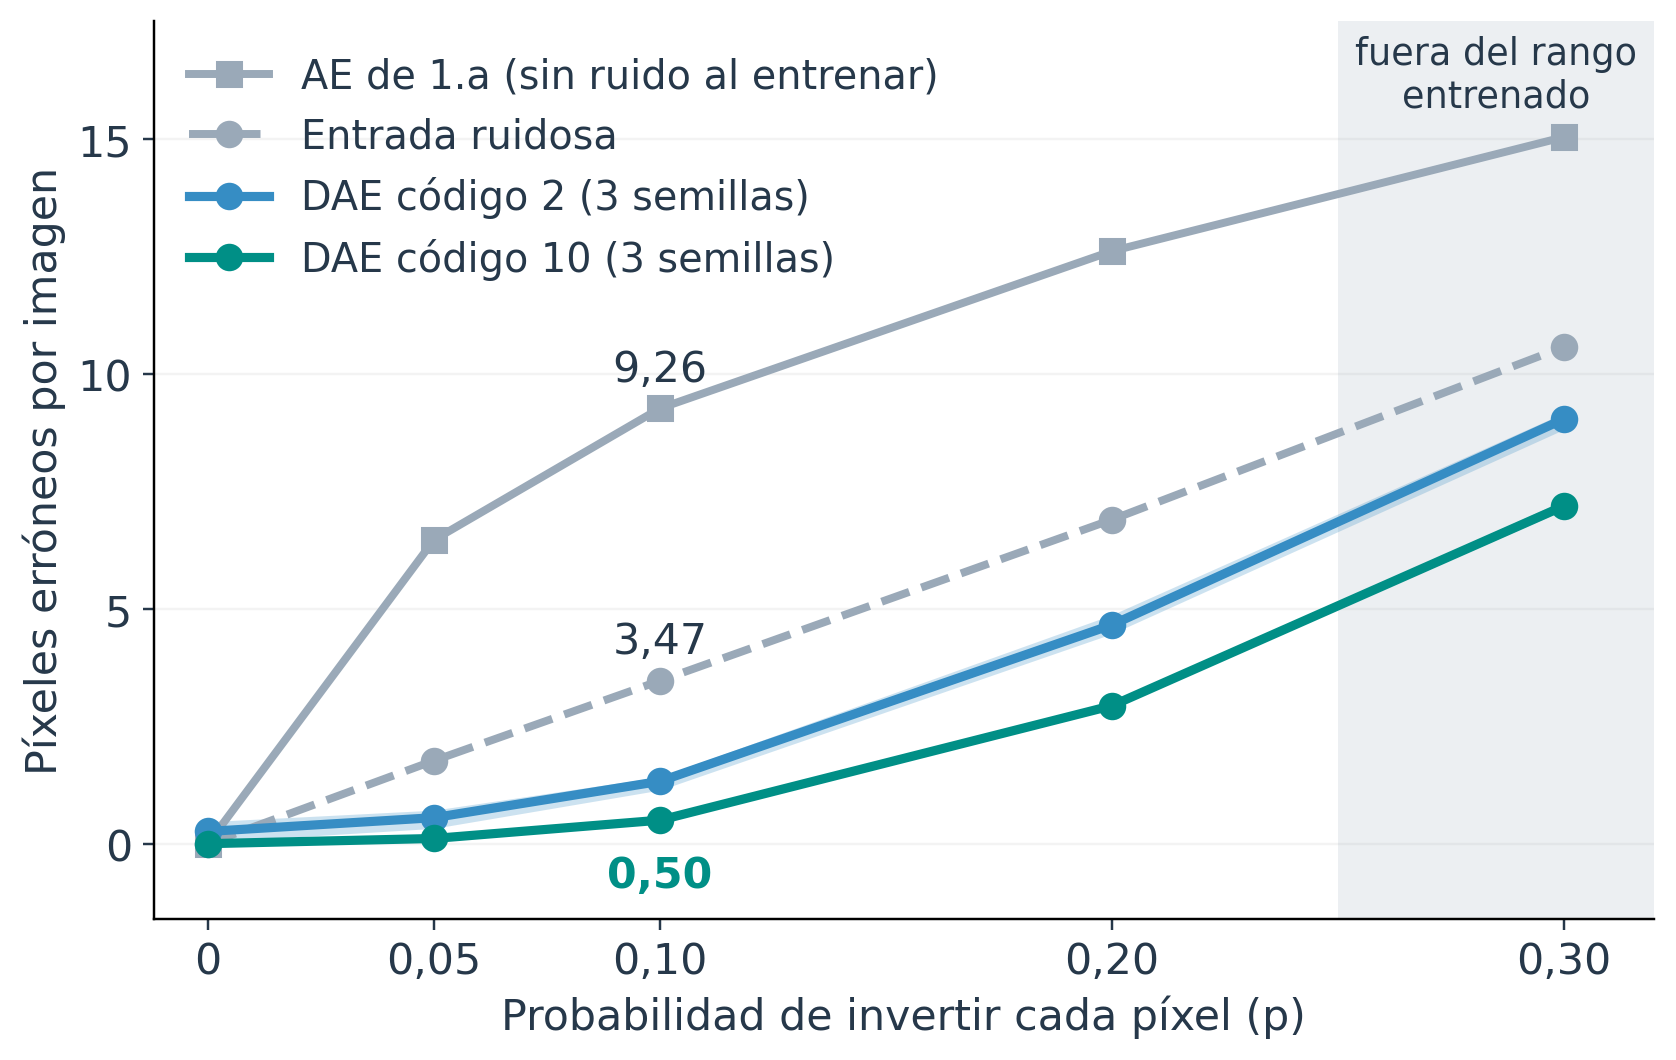 fuera del rango
entrenado
AE de 1.a (sin ruido al entrenar)
Entrada ruidosa
DAE código 2 (3 semillas)
DAE código 10 (3 semillas)
Píxeles erróneos por imagen
15
10
5
0
9,26
3,47
0,50
0
0,05
0,10
0,20
0,30
Probabilidad de invertir cada píxel (p)